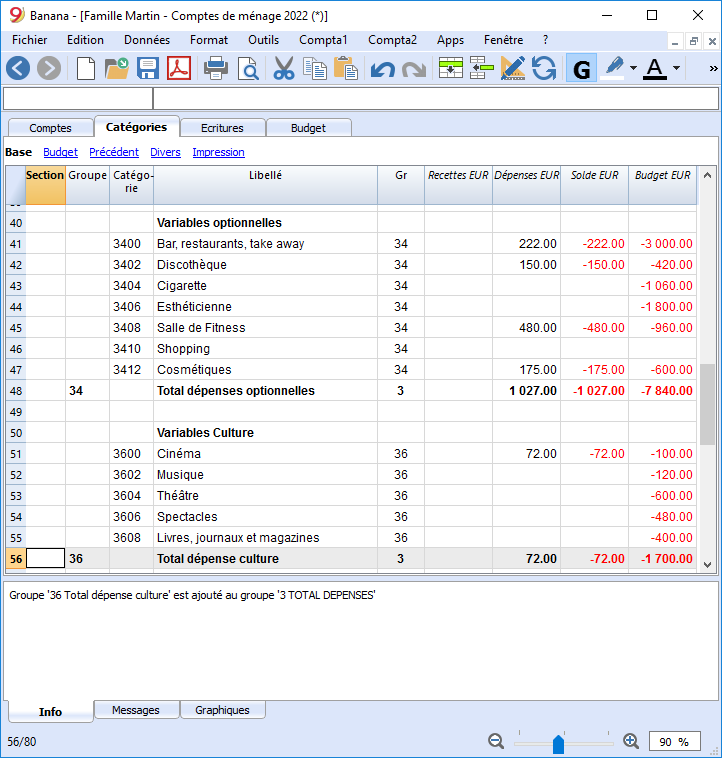 Banana - [Famille Martin - Comptes de ménage 2022 (*)]
Fichier Edition Données Format Outils Compta1 Compta2 Apps Fenêtre ?
G A »
Comptes Catégories Ecritures Budget
Base Budget Précédent Divers Impression
Section Groupe Catégo- Libellé Gr Recettes EUR Dépenses EUR Solde EUR Budget EUR
rie
40 Variables optionnelles
41 3400 Bar, restaurants, take away 34 222.00 -222.00 -3 000.00
42 3402 Discothèque 34 150.00 -150.00 -420.00
43 3404 Cigarette 34 -1 060.00
44 3406 Esthéticienne 34 -1 800.00
45 3408 Salle de Fitness 34 480.00 -480.00 -960.00
46 3410 Shopping 34
47 3412 Cosmétiques 34 175.00 -175.00 -600.00
48 34 Total dépenses optionnelles 3 1 027.00 -1 027.00 -7 840.00
49
50 Variables Culture
51 3600 Cinéma 36 72.00 -72.00 -100.00
52 3602 Musique 36 -120.00
53 3604 Théâtre 36 -600.00
54 3606 Spectacles 36 -480.00
55 3608 Livres, journaux et magazines 36 -400.00
56 36 Total dépense culture 3 72.00 -72.00 -1 700.00
Groupe '36 Total dépense culture' est ajouté au groupe '3 TOTAL DEPENSES'
Info Messages Graphiques
56/80 90 %